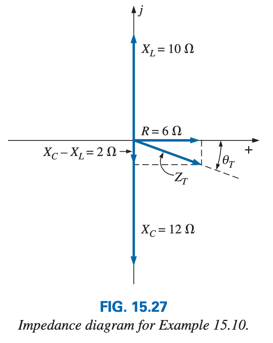 j
X_L = 10 Ω
R = 6 Ω
+
X_C – X_L = 2 Ω
θ_T
Z_T
X_C = 12 Ω
FIG. 15.27
Impedance diagram for Example 15.10.